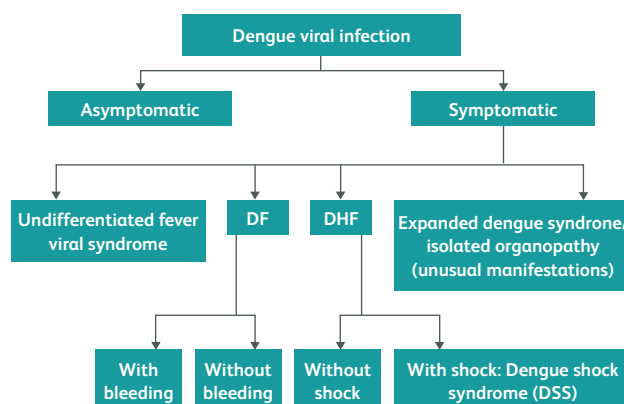 Dengue viral infection
Asymptomatic
Symptomatic
Undifferentiated fever
viral syndrome
DF
DHF
Expanded dengue syndrone/
isolated organopathy
(unusual manifestations)
With
bleeding
Without
bleeding
Without
shock
With shock: Dengue shock
syndrome (DSS)